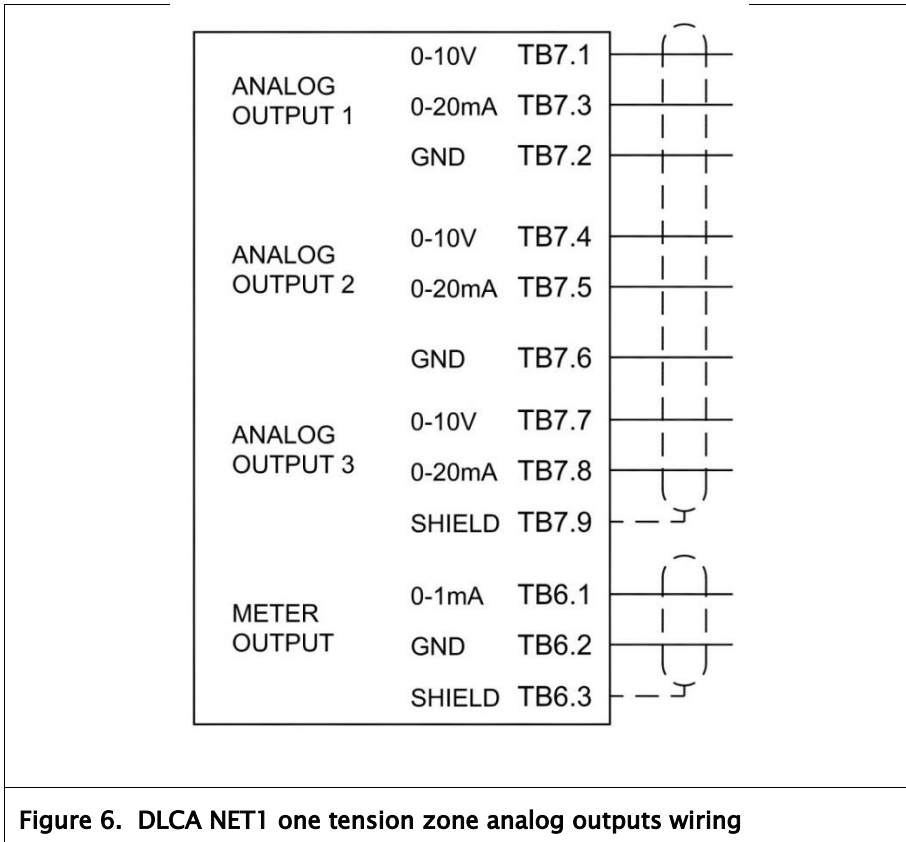 0-10V TB7.1
ANALOG
OUTPUT 1
0-20mA TB7.3
GND TB7.2
0-10V TB7.4
ANALOG
OUTPUT 2
0-20mA TB7.5
GND TB7.6
0-10V TB7.7
ANALOG
OUTPUT 3
0-20mA TB7.8
SHIELD TB7.9
0-1mA TB6.1
METER
OUTPUT
GND TB6.2
SHIELD TB6.3
Figure 6. DLCA NET1 one tension zone analog outputs wiring